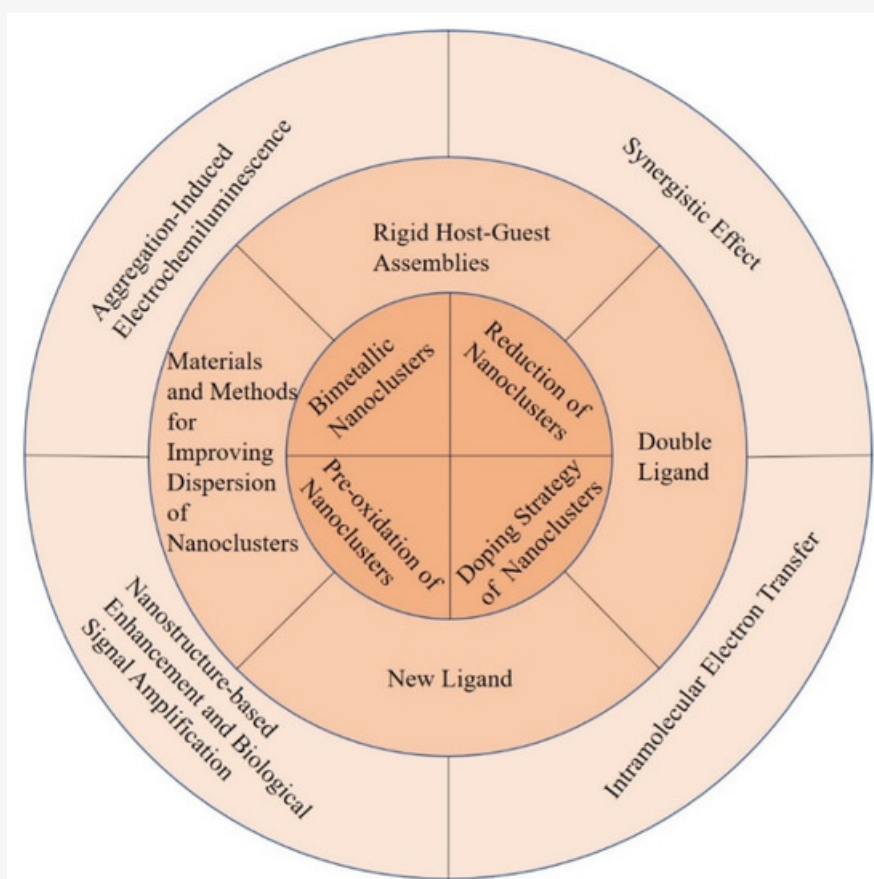 Aggregation-Induced
Electrochemiluminescence
Synergistic Effect
Rigid Host-Guest
Assemblies
Bimetallic
Nanoclusters
Reduction of
Nanoclusters
Materials
and Methods
for
Improving
Dispersion
of
Nanoclusters
Double
Ligand
Pre-oxidation of
Nanoclusters
Doping Strategy
of Nanoclusters
New Ligand
Nanostructure-based
Enhancement and Biological
Signal Amplification
Intramolecular Electron Transfer